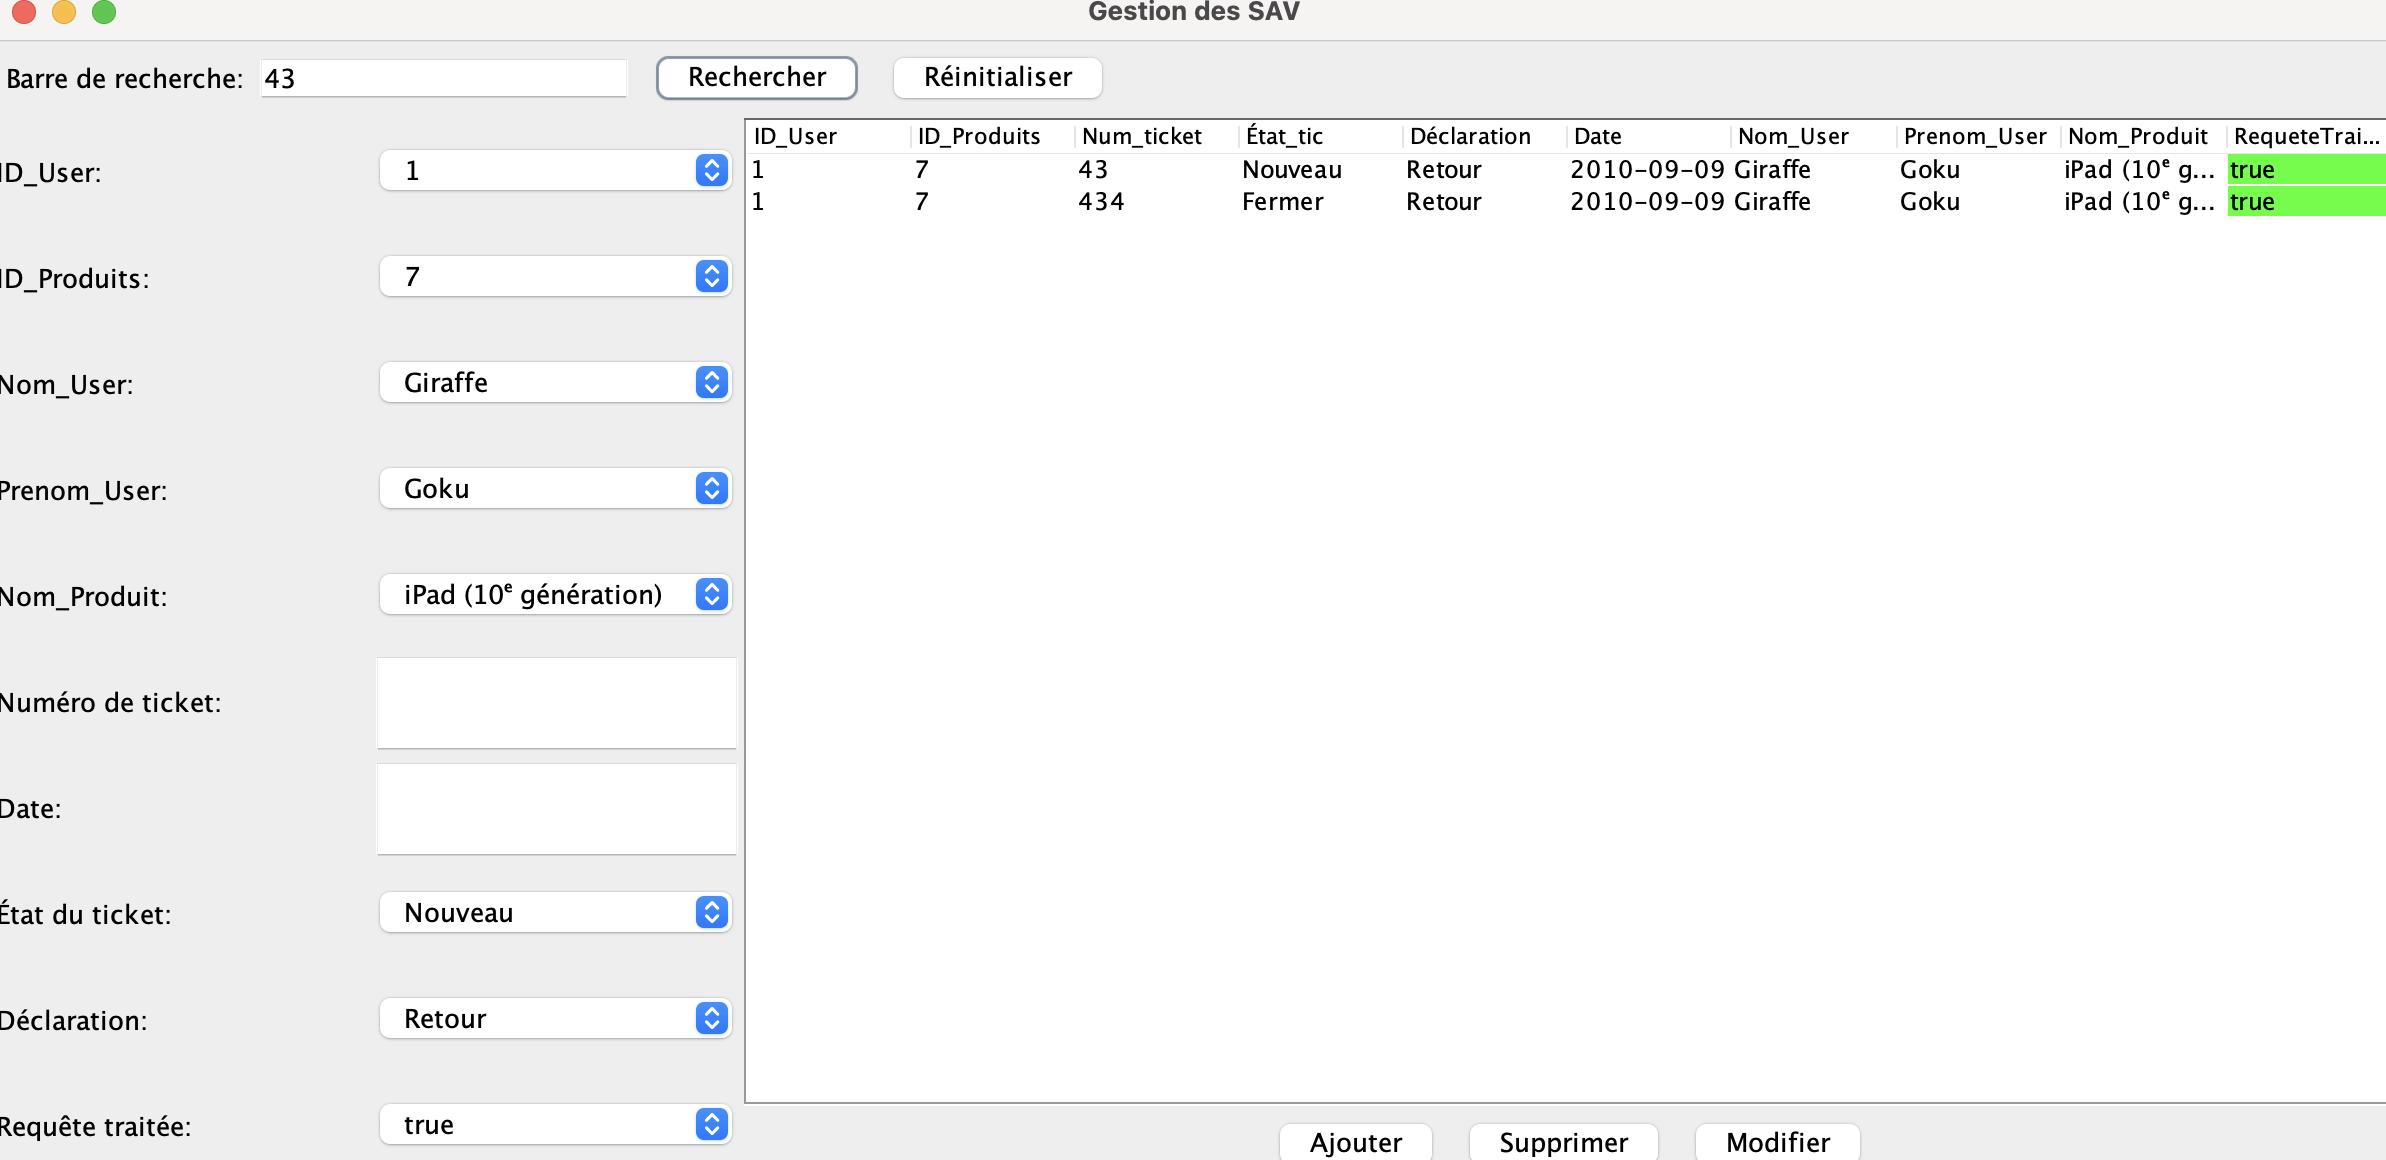 Gestion des SAV
Barre de recherche: 43 Rechercher Réinitialiser
ID_User ID_Produits Num_ticket État_tic Déclaration Date Nom_User Prenom_User Nom_Produit RequeteTrai...
1 7 43 Nouveau Retour 2010-09-09 Giraffe Goku iPad (10ᵉ g... true
1 7 434 Fermer Retour 2010-09-09 Giraffe Goku iPad (10ᵉ g... true
ID_User: 1
ID_Produits: 7
Nom_User: Giraffe
Prenom_User: Goku
Nom_Produit: iPad (10ᵉ génération)
Numéro de ticket:
Date:
État du ticket: Nouveau
Déclaration: Retour
Requête traitée: true
Ajouter Supprimer Modifier